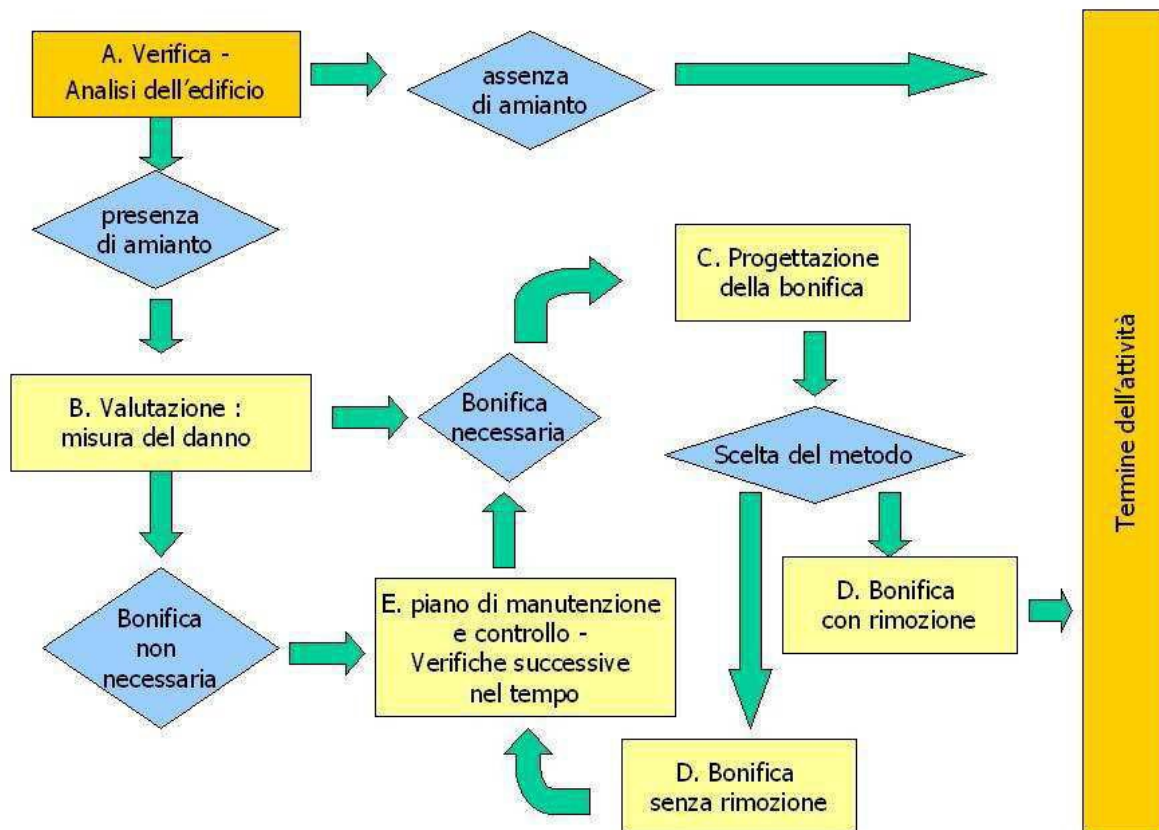 A. Verifica -
Analisi dell'edificio
assenza
di amianto
presenza
di amianto
C. Progettazione
della bonifica
B. Valutazione :
misura del danno
Bonifica
necessaria
Scelta del metodo
Bonifica
non
necessaria
E. piano di manutenzione
e controllo -
Verifiche successive
nel tempo
D. Bonifica
con rimozione
D. Bonifica
senza rimozione
Termine dell'attività